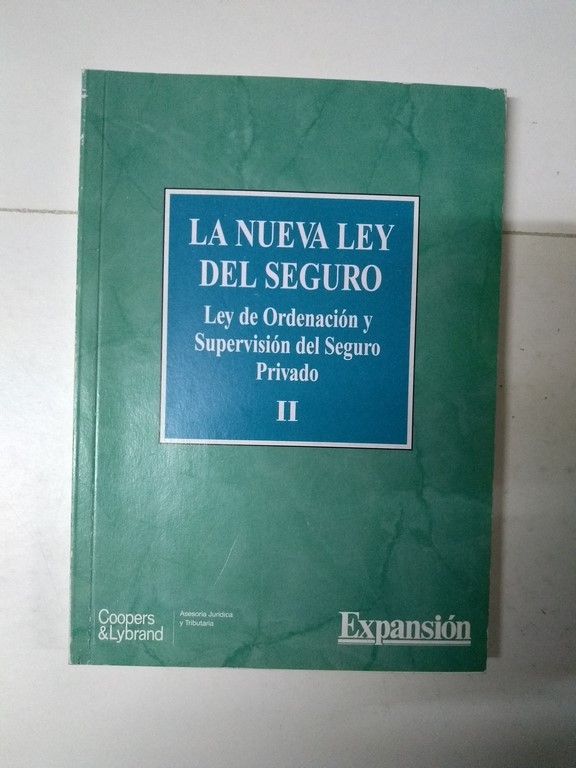 LA NUEVA LEY
DEL SEGURO
Ley de Ordenación y
Supervisión del Seguro
Privado
II
Coopers
&Lybrand
Asesoría Jurídica
y Tributaria
Expansión